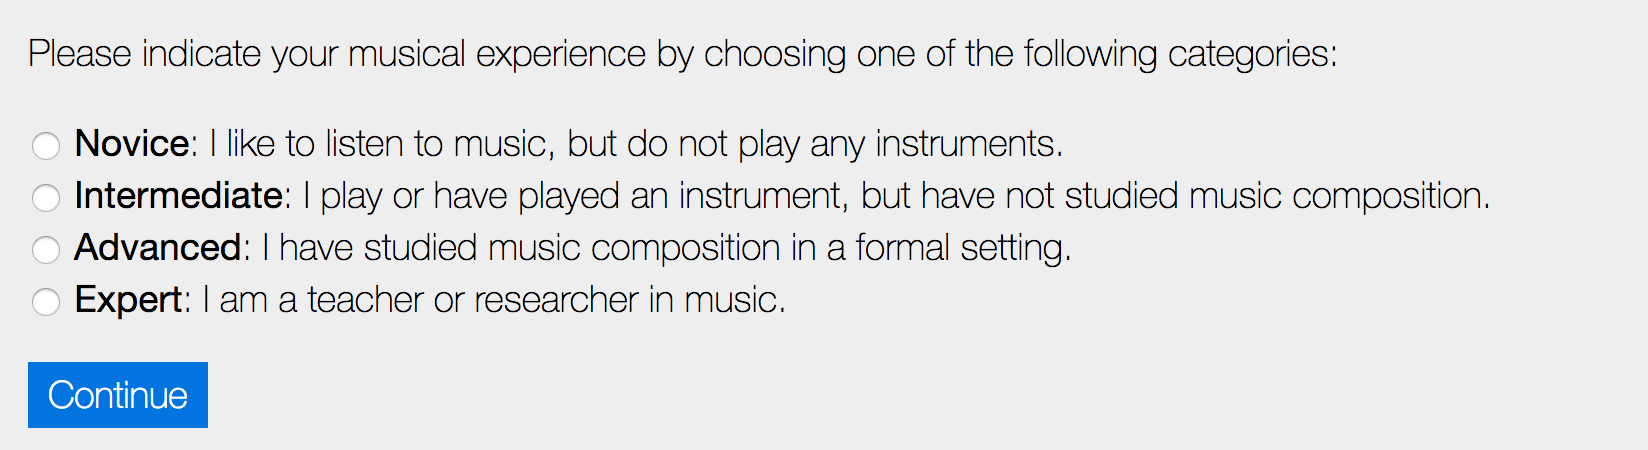 Please indicate your musical experience by choosing one of the following categories:
Novice: I like to listen to music, but do not play any instruments.
Intermediate: I play or have played an instrument, but have not studied music composition.
Advanced: I have studied music composition in a formal setting.
Expert: I am a teacher or researcher in music.
Continue